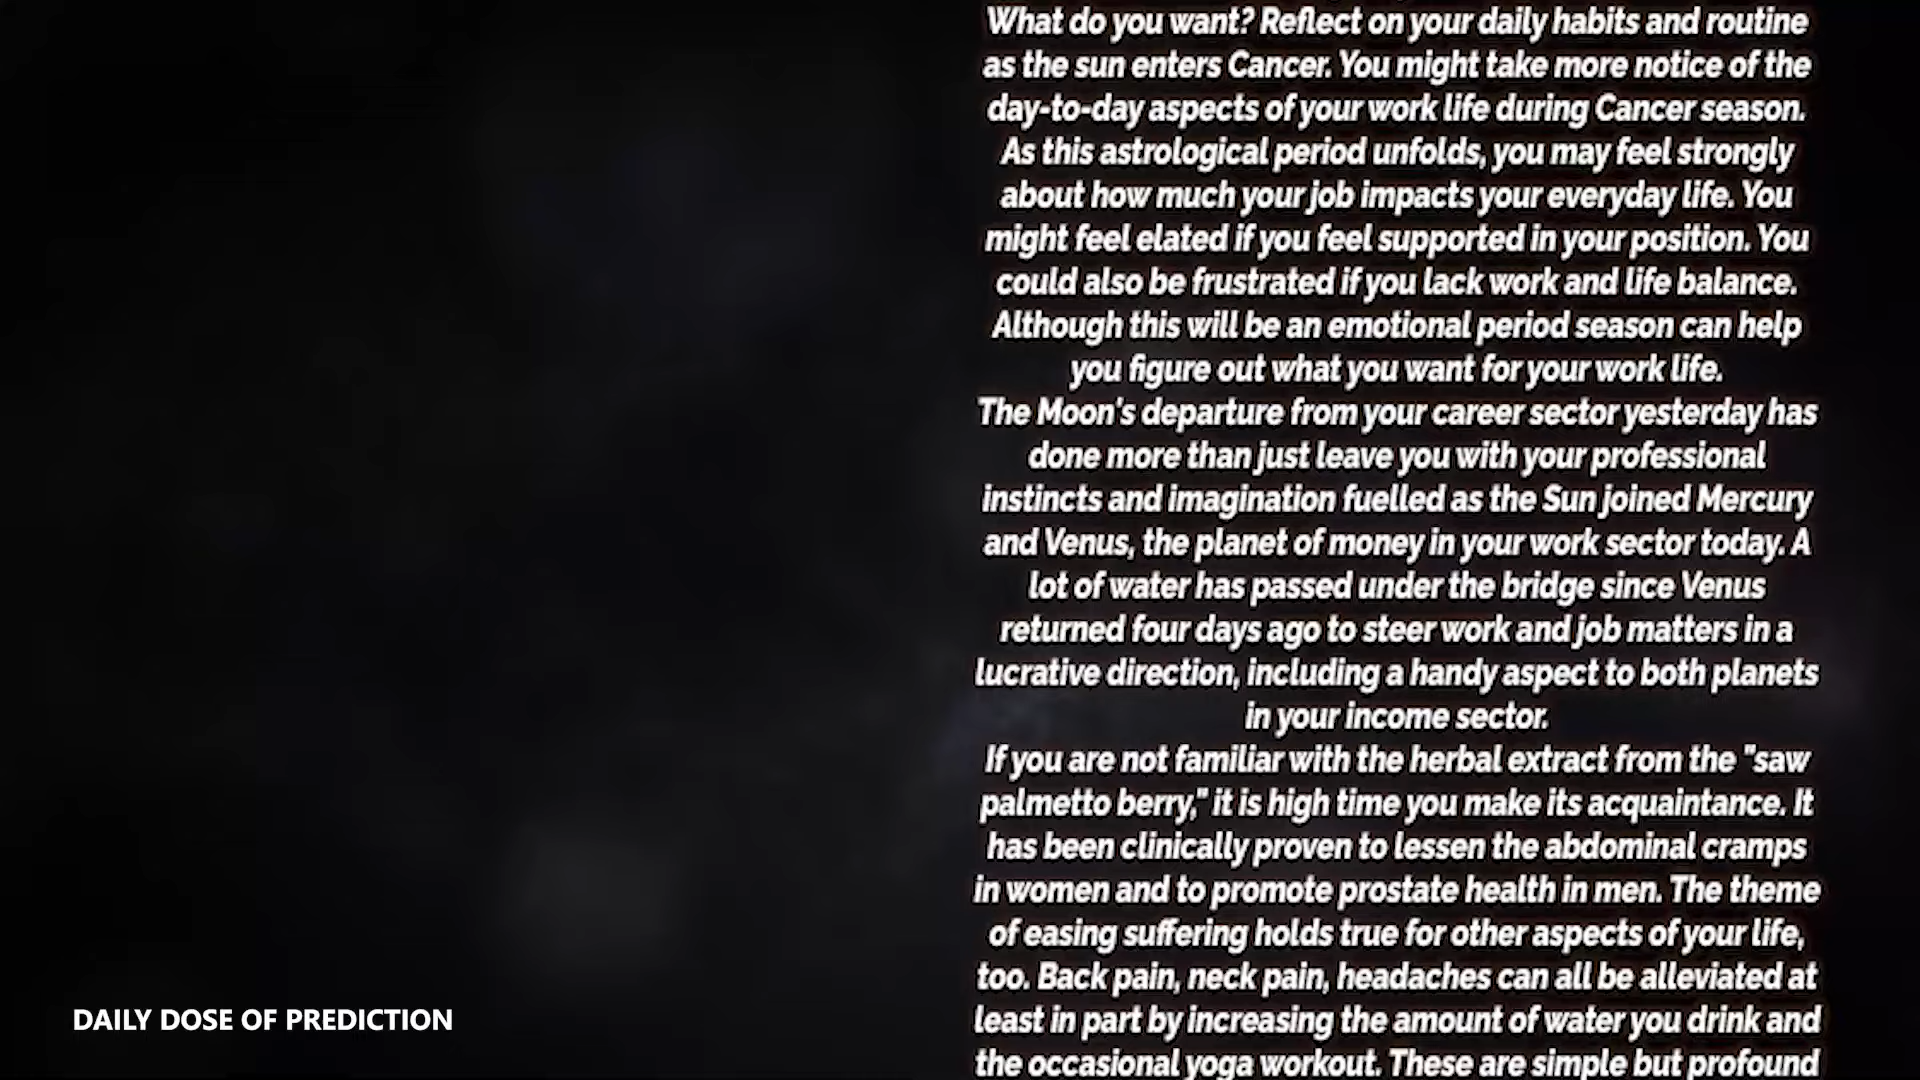 What do you want? Reflect on your daily habits and routine
as the sun enters Cancer. You might take more notice of the
day-to-day aspects of your work life during Cancer season.
As this astrological period unfolds, you may feel strongly
about how much your job impacts your everyday life. You
might feel elated if you feel supported in your position. You
could also be frustrated if you lack work and life balance.
Although this will be an emotional period season can help
you figure out what you want for your work life.
The Moon's departure from your career sector yesterday has
done more than just leave you with your professional
instincts and imagination fuelled as the Sun joined Mercury
and Venus, the planet of money in your work sector today. A
lot of water has passed under the bridge since Venus
returned four days ago to steer work and job matters in a
lucrative direction, including a handy aspect to both planets
in your income sector.
If you are not familiar with the herbal extract from the "saw
palmetto berry," it is high time you make its acquaintance. It
has been clinically proven to lessen the abdominal cramps
in women and to promote prostate health in men. The theme
of easing suffering holds true for other aspects of your life,
too. Back pain, neck pain, headaches can all be alleviated at
least in part by increasing the amount of water you drink and
the occasional yoga workout. These are simple but profound
DAILY DOSE OF PREDICTION